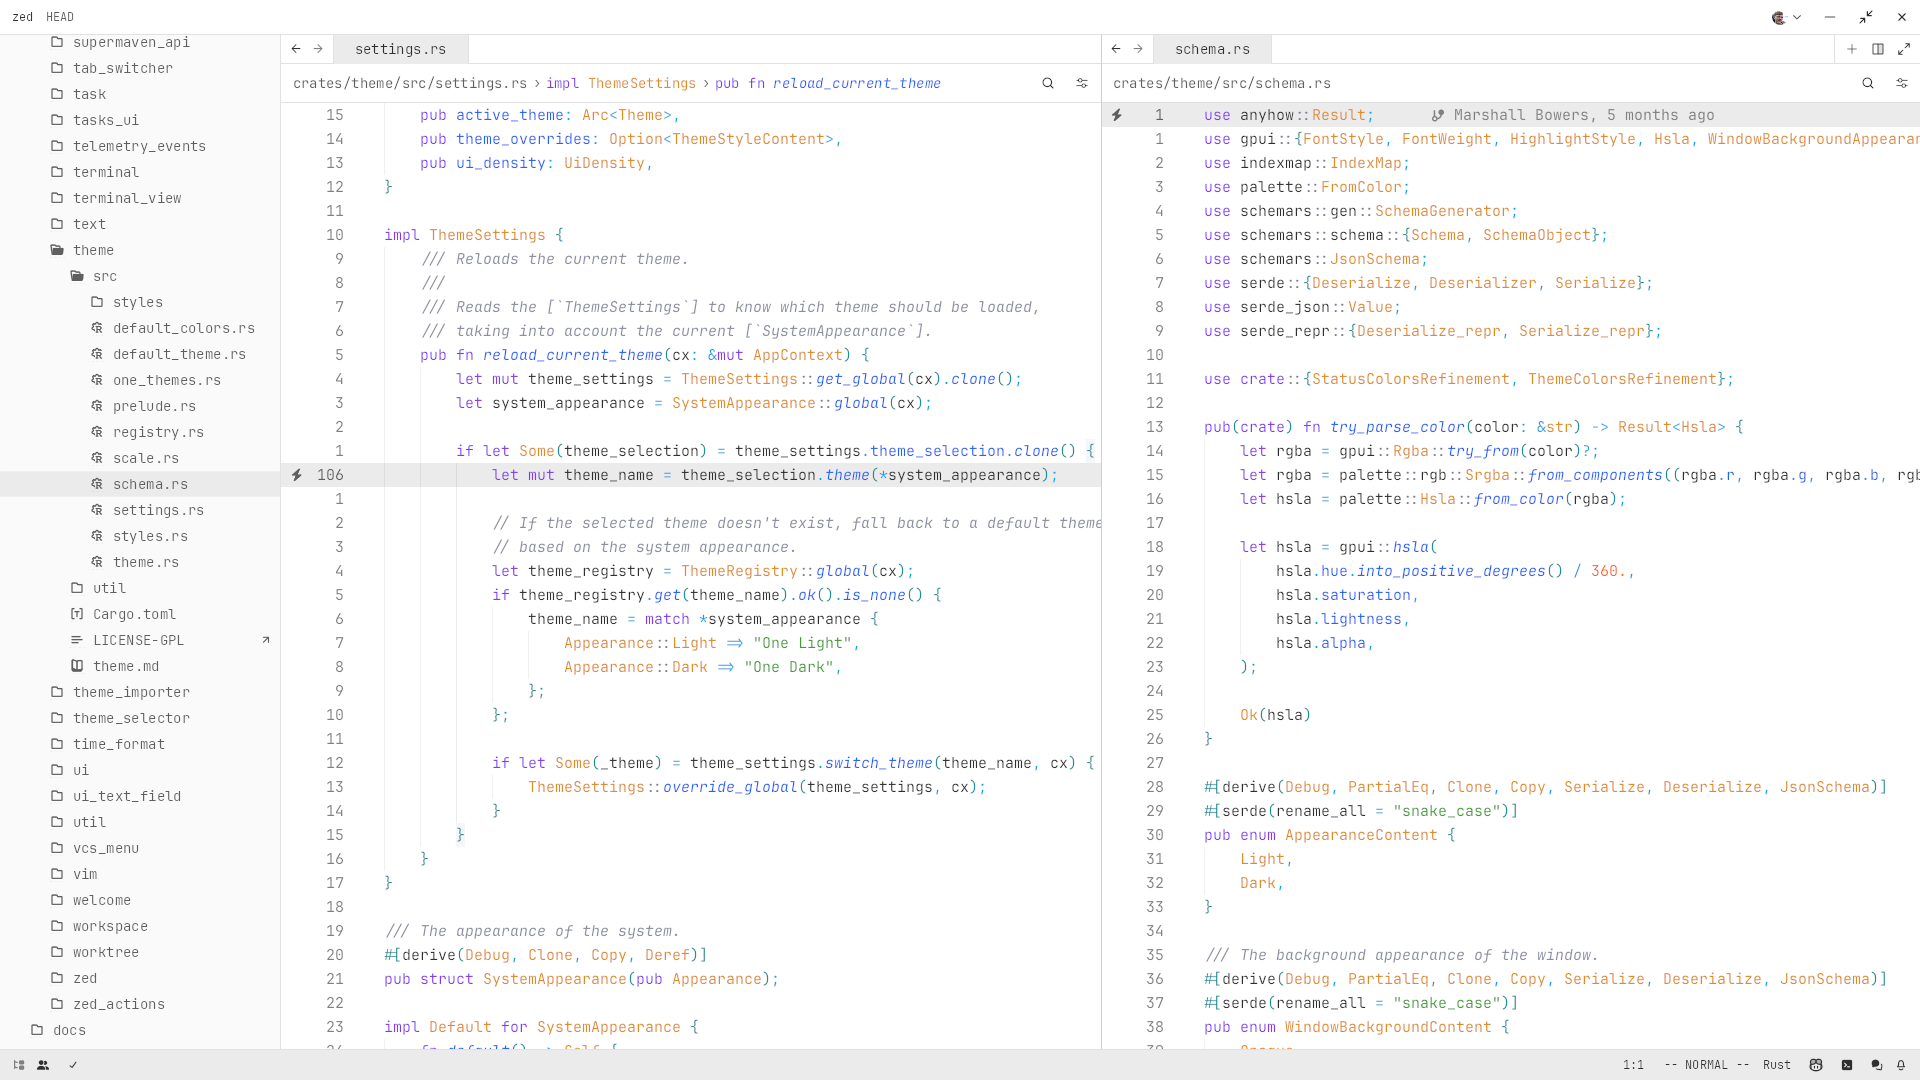 zed HEAD
supermaven_api
tab_switcher
task
tasks_ui
telemetry_events
terminal
terminal_view
text
theme
src
styles
default_colors.rs
default_theme.rs
one_themes.rs
prelude.rs
registry.rs
scale.rs
schema.rs
settings.rs
styles.rs
theme.rs
util
Cargo.toml
LICENSE-GPL
theme.md
theme_importer
theme_selector
time_format
ui
ui_text_field
util
vcs_menu
vim
welcome
workspace
worktree
zed
zed_actions
docs
settings.rs
crates/theme/src/settings.rs › impl ThemeSettings › pub fn reload_current_theme
15 pub active_theme: Arc<Theme>,
14 pub theme_overrides: Option<ThemeStyleContent>,
13 pub ui_density: UiDensity,
12 }
11
10 impl ThemeSettings {
9 /// Reloads the current theme.
8 ///
7 /// Reads the [`ThemeSettings`] to know which theme should be loaded,
6 /// taking into account the current [`SystemAppearance`].
5 pub fn reload_current_theme(cx: &mut AppContext) {
4 let mut theme_settings = ThemeSettings::get_global(cx).clone();
3 let system_appearance = SystemAppearance::global(cx);
2
1 if let Some(theme_selection) = theme_settings.theme_selection.clone() {
106 let mut theme_name = theme_selection.theme(*system_appearance);
1
2 // If the selected theme doesn't exist, fall back to a default theme
3 // based on the system appearance.
4 let theme_registry = ThemeRegistry::global(cx);
5 if theme_registry.get(theme_name).ok().is_none() {
6 theme_name = match *system_appearance {
7 Appearance::Light => "One Light",
8 Appearance::Dark => "One Dark",
9 };
10 };
11
12 if let Some(_theme) = theme_settings.switch_theme(theme_name, cx) {
13 ThemeSettings::override_global(theme_settings, cx);
14 }
15 }
16 }
17 }
18
19 /// The appearance of the system.
20 #[derive(Debug, Clone, Copy, Deref)]
21 pub struct SystemAppearance(pub Appearance);
22
23 impl Default for SystemAppearance {
24 fn default() -> Self {
schema.rs
crates/theme/src/schema.rs
1 use anyhow::Result; Marshall Bowers, 5 months ago
1 use gpui::{FontStyle, FontWeight, HighlightStyle, Hsla, WindowBackgroundAppearan
2 use indexmap::IndexMap;
3 use palette::FromColor;
4 use schemars::gen::SchemaGenerator;
5 use schemars::schema::{Schema, SchemaObject};
6 use schemars::JsonSchema;
7 use serde::{Deserialize, Deserializer, Serialize};
8 use serde_json::Value;
9 use serde_repr::{Deserialize_repr, Serialize_repr};
10
11 use crate::{StatusColorsRefinement, ThemeColorsRefinement};
12
13 pub(crate) fn try_parse_color(color: &str) -> Result<Hsla> {
14 let rgba = gpui::Rgba::try_from(color)?;
15 let rgba = palette::rgb::Srgba::from_components((rgba.r, rgba.g, rgba.b, rgb
16 let hsla = palette::Hsla::from_color(rgba);
17
18 let hsla = gpui::hsla(
19 hsla.hue.into_positive_degrees() / 360.,
20 hsla.saturation,
21 hsla.lightness,
22 hsla.alpha,
23 );
24
25 Ok(hsla)
26 }
27
28 #[derive(Debug, PartialEq, Clone, Copy, Serialize, Deserialize, JsonSchema)]
29 #[serde(rename_all = "snake_case")]
30 pub enum AppearanceContent {
31 Light,
32 Dark,
33 }
34
35 /// The background appearance of the window.
36 #[derive(Debug, PartialEq, Clone, Copy, Serialize, Deserialize, JsonSchema)]
37 #[serde(rename_all = "snake_case")]
38 pub enum WindowBackgroundContent {
39 Opaque,
1:1 -- NORMAL -- Rust